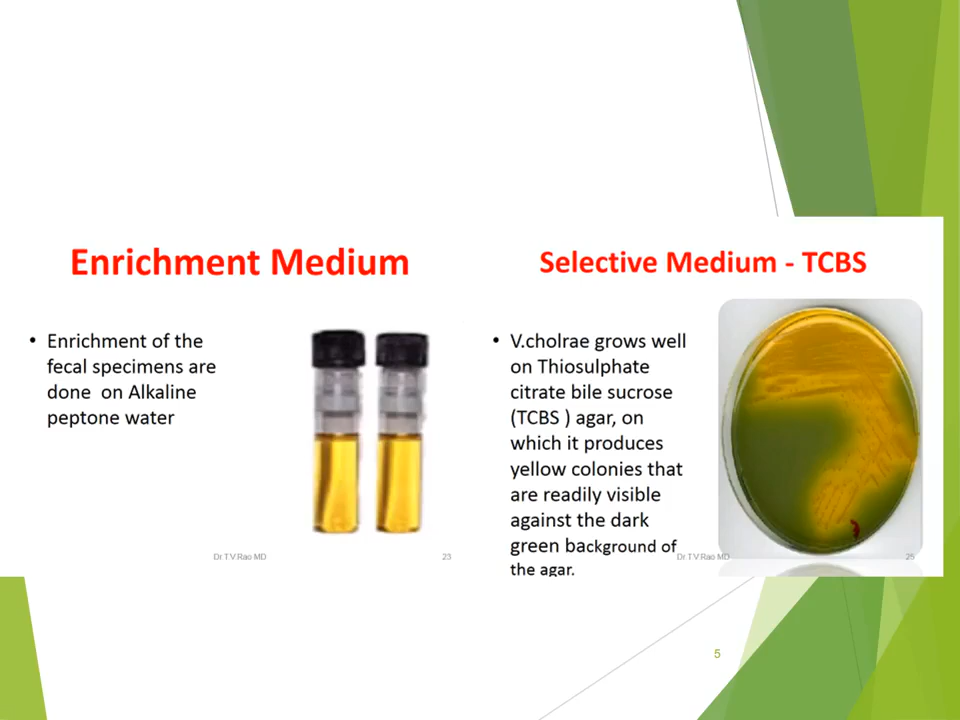 Enrichment Medium
• Enrichment of the
fecal specimens are
done on Alkaline
peptone water
Dr.T.V.Rao MD
23
Selective Medium - TCBS
• V.cholrae grows well
on Thiosulphate
citrate bile sucrose
(TCBS ) agar, on
which it produces
yellow colonies that
are readily visible
against the dark
green background of
the agar.
Dr.T.V.Rao MD
25
5